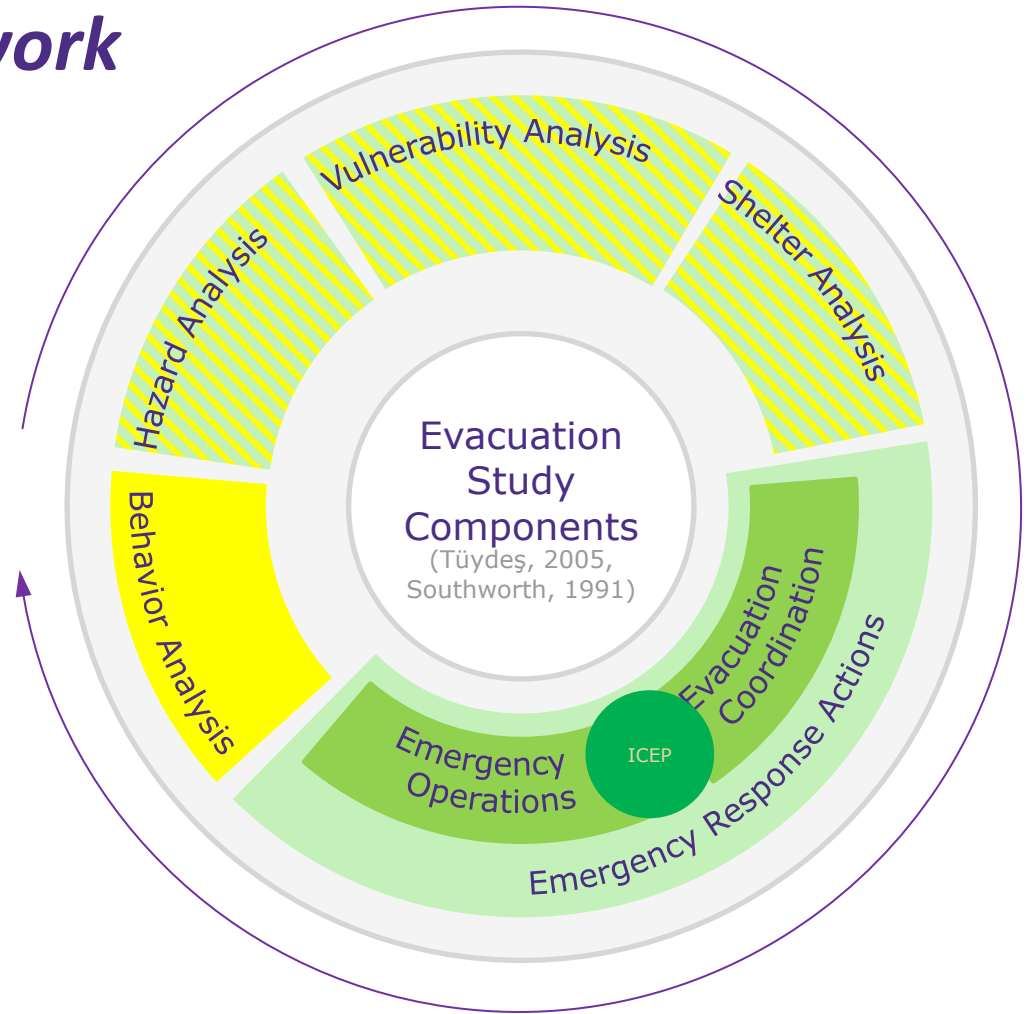 work
Vulnerability Analysis
Shelter Analysis
Hazard Analysis
Behavior Analysis
Evacuation
Study
Components
(Tüydeş, 2005,
Southworth, 1991)
Evacuation
Coordination
Emergency Response Actions
Emergency
Operations
ICEP